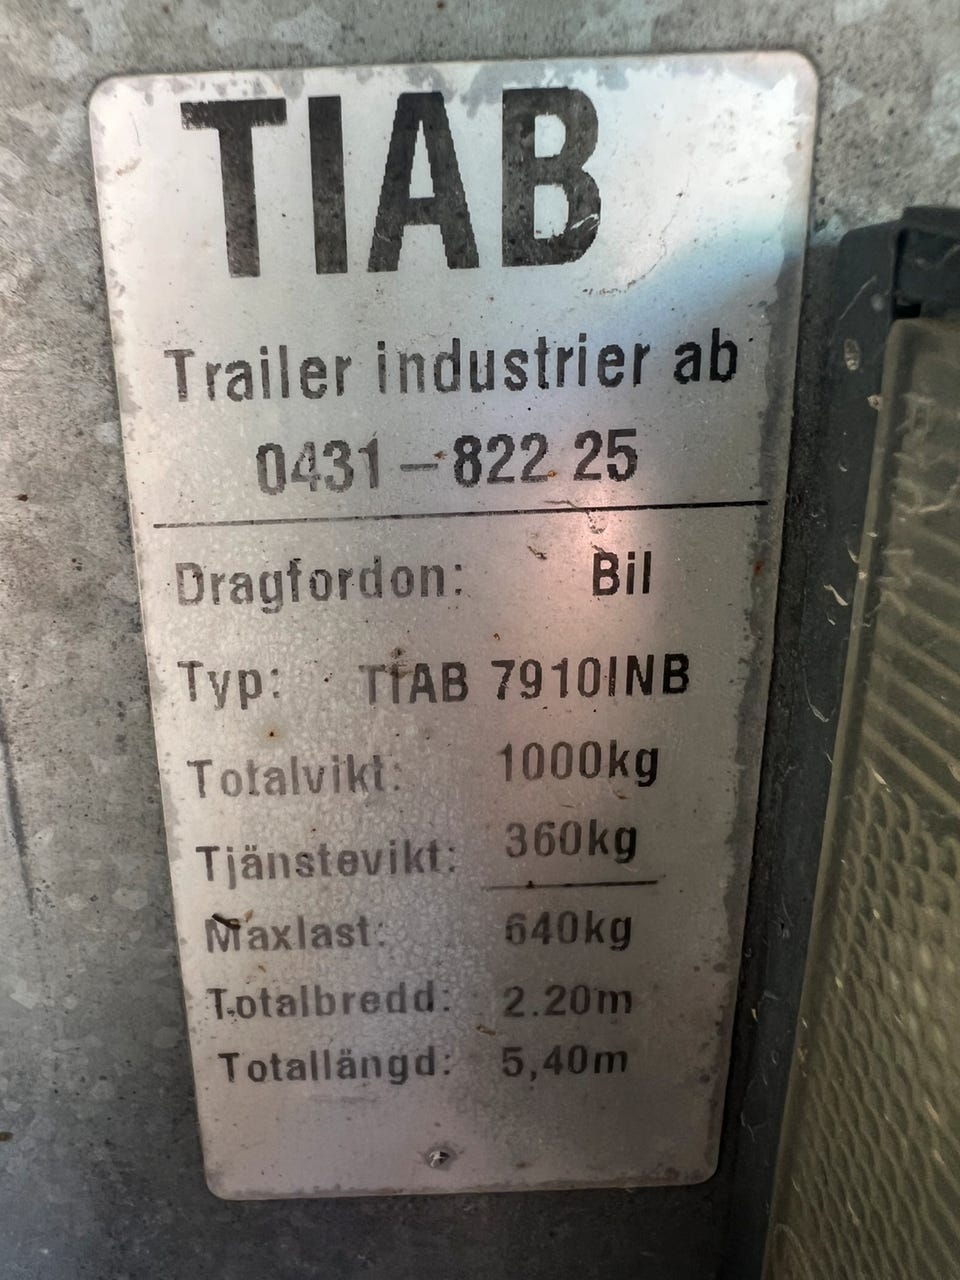 TIAB
Trailer industrier ab
0431-822 25
Dragfordon: Bil
Typ: TIAB 7910INB
Totalvikt: 1000kg
Tjänstevikt: 360kg
Maxlast: 640kg
Totalbredd: 2.20m
Totallängd: 5,40m